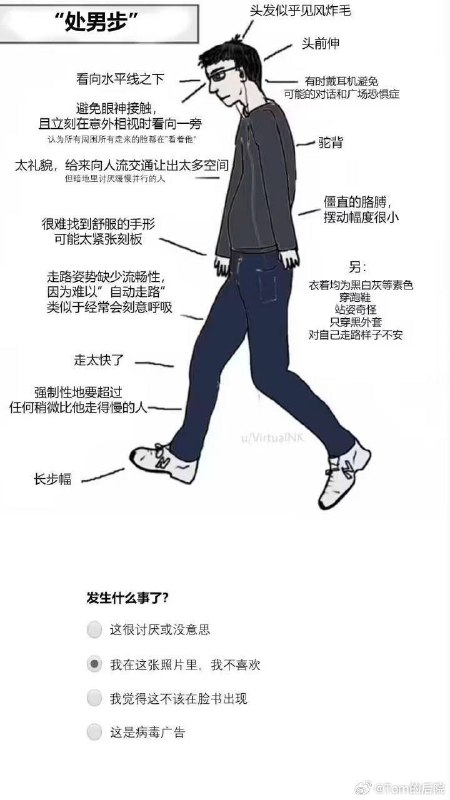 “处男步”
头发似乎见风炸毛
头前伸
看向水平线之下
有时戴耳机避免
可能的对话和广场恐惧症
避免眼神接触，
且立刻在意外相视时看向一旁
认为所有周围所有走来的脸都在“看着他”
驼背
太礼貌，给来向人流交通让出太多空间
但暗地里讨厌缓慢并行的人
僵直的胳膊，
摆动幅度很小
很难找到舒服的手形
可能太紧张刻板
走路姿势缺少流畅性，
因为难以”自动走路”
类似于经常会刻意呼吸
另：
衣着均为黑白灰等素色
穿跑鞋
站姿奇怪
只穿黑外套
对自己走路样子不安
走太快了
强制性地要超过
任何稍微比他走得慢的人
u/VirtualNK
长步幅
发生什么事了?
这很讨厌或没意思
我在这张照片里，我不喜欢
我觉得这不该在脸书出现
这是病毒广告
@Tom的后院